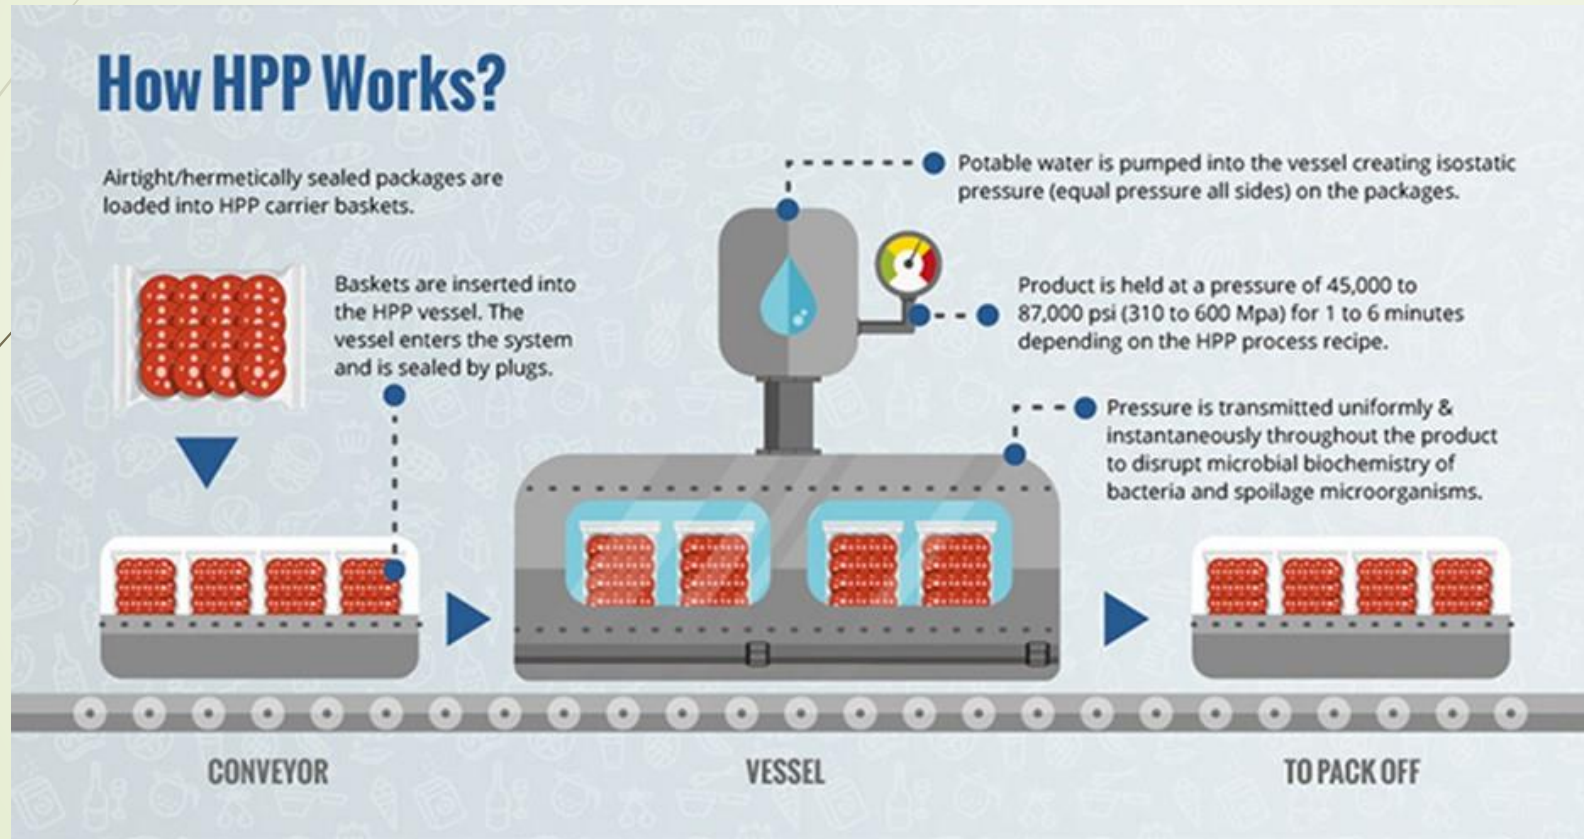 How HPP Works?
Airtight/hermetically sealed packages are
loaded into HPP carrier baskets.
Baskets are inserted into
the HPP vessel. The
vessel enters the system
and is sealed by plugs.
Potable water is pumped into the vessel creating isostatic
pressure (equal pressure all sides) on the packages.
Product is held at a pressure of 45,000 to
87,000 psi (310 to 600 Mpa) for 1 to 6 minutes
depending on the HPP process recipe.
Pressure is transmitted uniformly &
instantaneously throughout the product
to disrupt microbial biochemistry of
bacteria and spoilage microorganisms.
CONVEYOR
VESSEL
TO PACK OFF